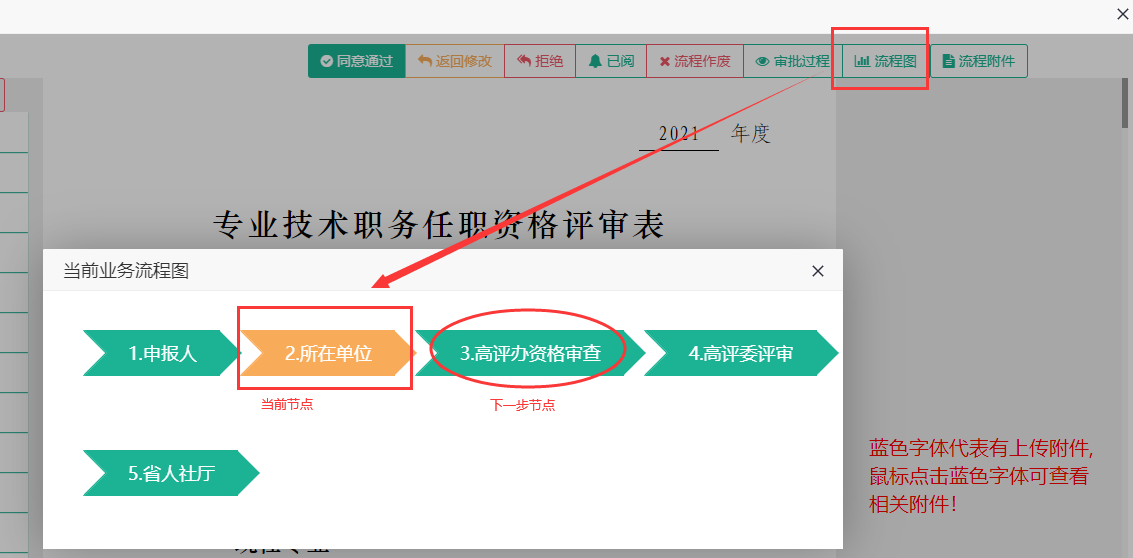 同意通过 返回修改 拒绝 已阅 流程作废 审批过程 流程图 流程附件
2021 年度
专业技术职务任职资格评审表
当前业务流程图
1.申报人 2.所在单位 3.高评办资格审查 4.高评委评审
当前节点 下一步节点
5.省人社厅
蓝色字体代表有上传附件,
鼠标点击蓝色字体可查看
相关附件!
现任专业